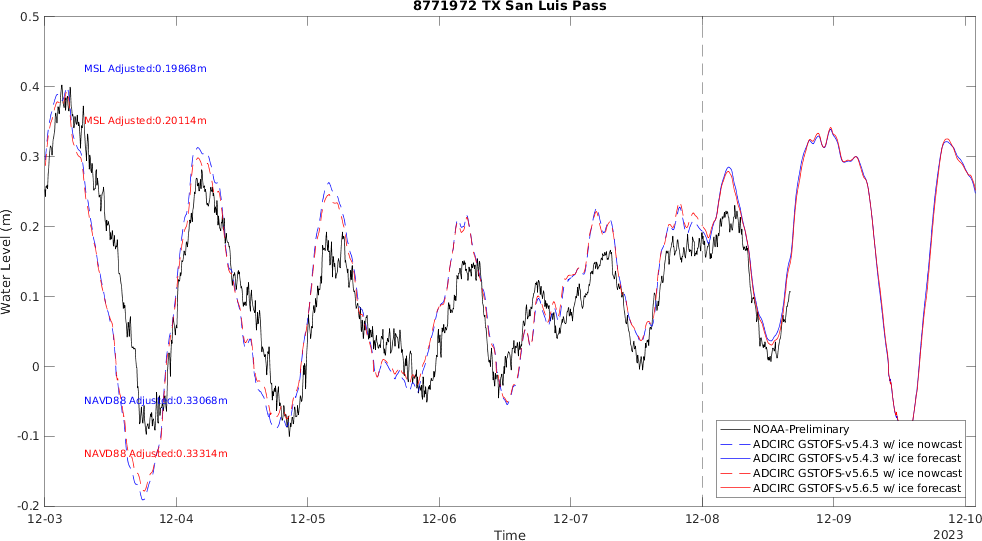 8771972 TX San Luis Pass
0.5
0.4
0.3
0.2
0.1
0
-0.1
-0.2
Water Level (m)
MSL Adjusted:0.19868m
MSL Adjusted:0.20114m
NAVD88 Adjusted:0.33068m
NAVD88 Adjusted:0.33314m
NOAA-Preliminary
ADCIRC GSTOFS-v5.4.3 w/ ice nowcast
ADCIRC GSTOFS-v5.4.3 w/ ice forecast
ADCIRC GSTOFS-v5.6.5 w/ ice nowcast
ADCIRC GSTOFS-v5.6.5 w/ ice forecast
12-03 12-04 12-05 12-06 12-07 12-08 12-09 12-10
Time
2023